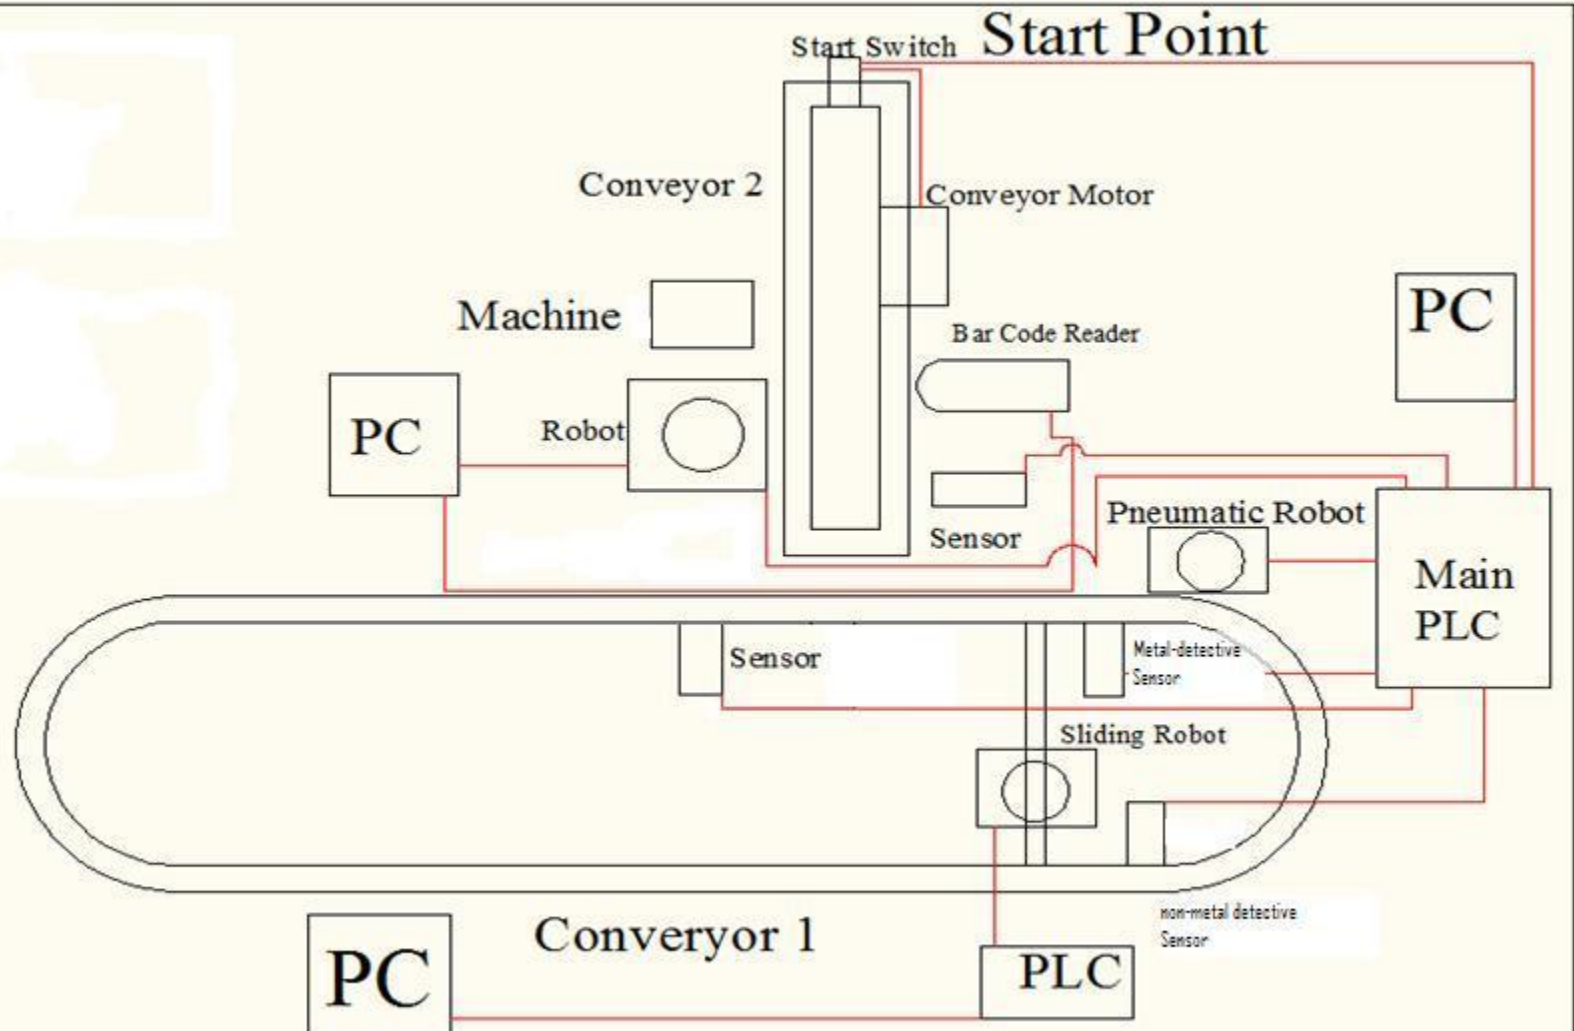 Start Switch
Start Point
Conveyor 2
Conveyor Motor
Machine
PC
Bar Code Reader
PC
Robot
Pneumatic Robot
Sensor
Main
PLC
Sensor
Metal-detective
Sensor
Sliding Robot
non-metal detective
Sensor
Converyor 1
PC
PLC